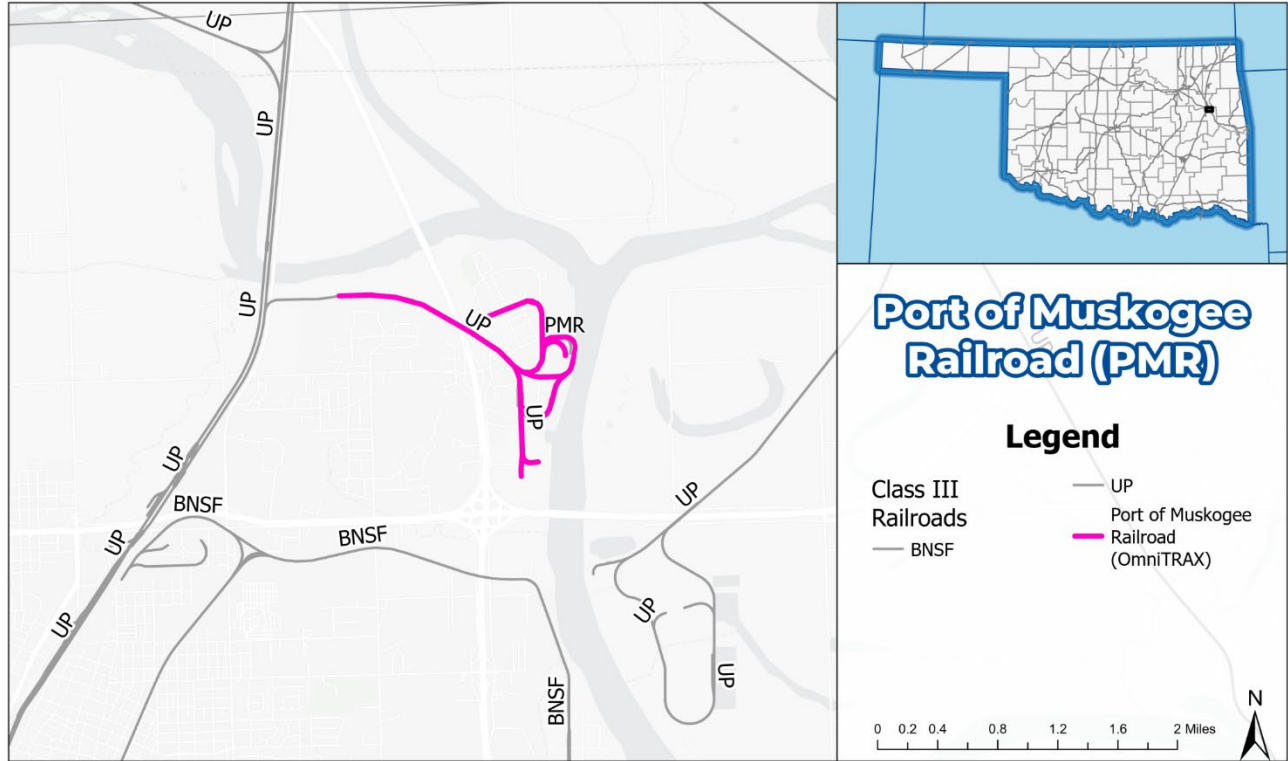 UP
UP
UP
UP
PMR
UP
UP
UP
BNSF
BNSF
UP
UP
UP
UP
UP
BNSF
Port of Muskogee
Railroad (PMR)
UP
Legend
Class III
Railroads
BNSF
UP
Port of Muskogee
Railroad
(OmniTRAX)
N
0 0.2 0.4 0.8 1.2 1.6 2 Miles